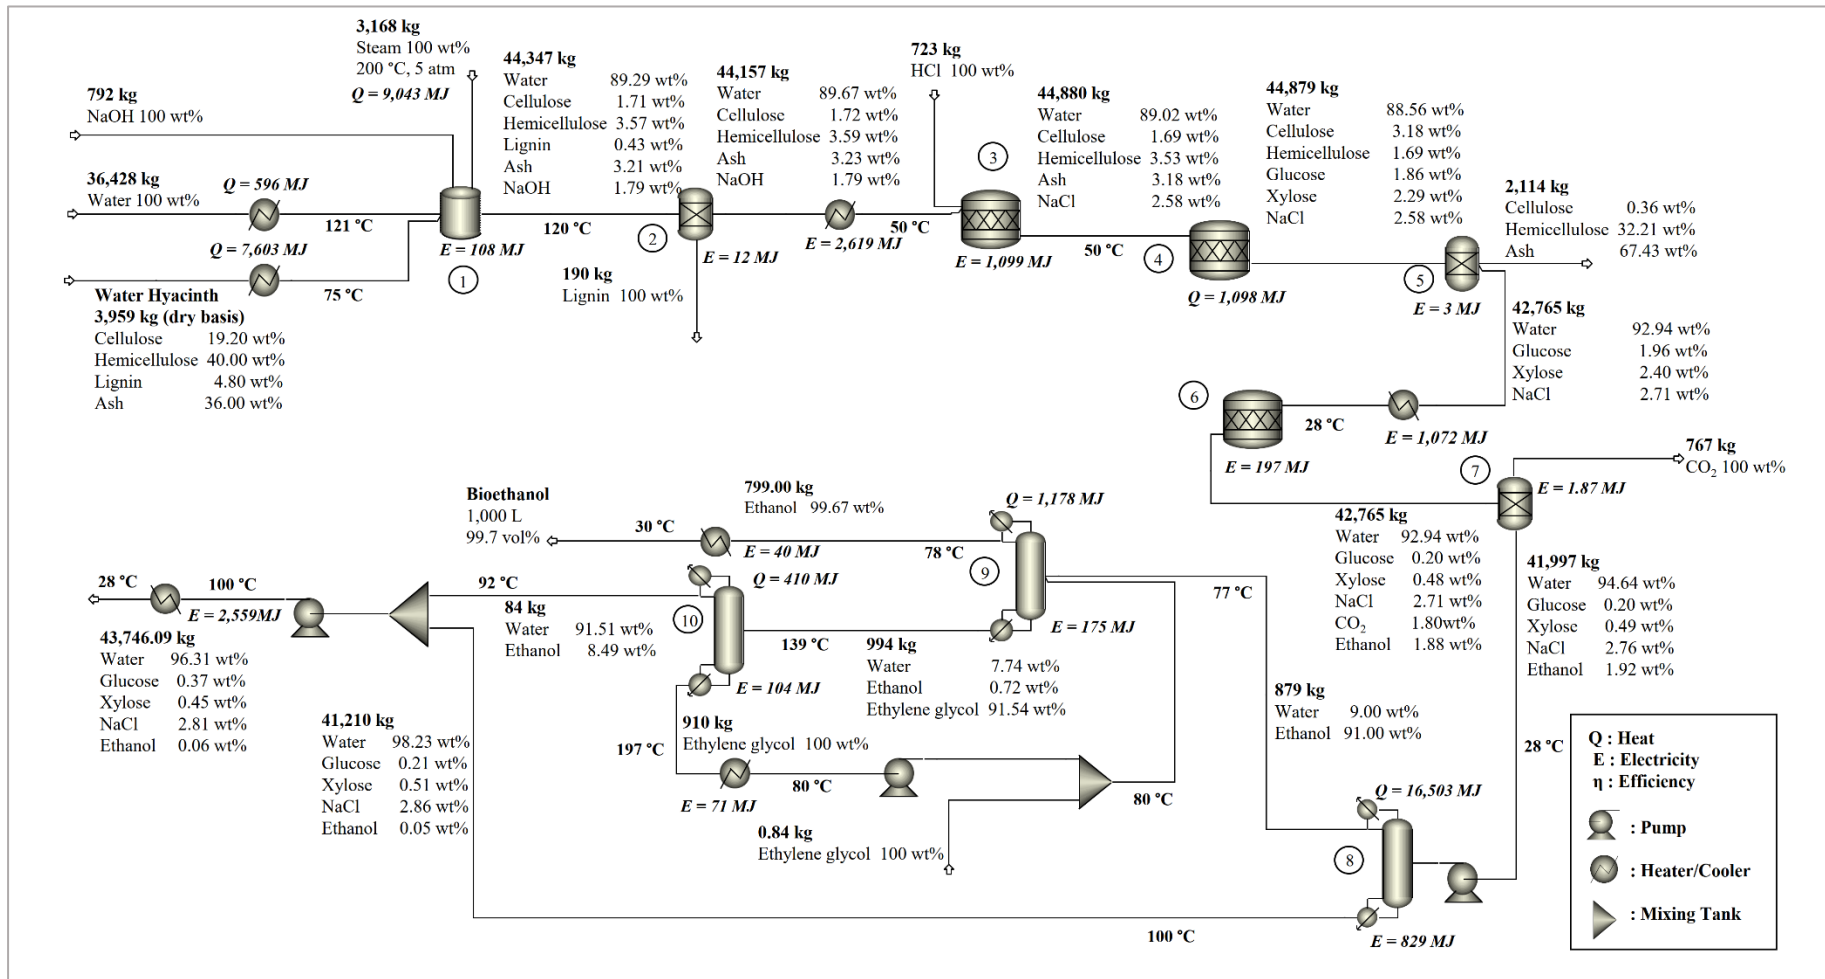 3,168 kg
Steam 100 wt%
200 °C, 5 atm
Q = 9,043 MJ
792 kg
NaOH 100 wt%
36,428 kg
Water 100 wt%
Q = 596 MJ
121 °C
Q = 7,603 MJ
75 °C
Water Hyacinth
3,959 kg (dry basis)
Cellulose 19.20 wt%
Hemicellulose 40.00 wt%
Lignin 4.80 wt%
Ash 36.00 wt%
E = 108 MJ
1
44,347 kg
Water 89.29 wt%
Cellulose 1.71 wt%
Hemicellulose 3.57 wt%
Lignin 0.43 wt%
Ash 3.21 wt%
NaOH 1.79 wt%
120 °C
2
E = 12 MJ
190 kg
Lignin 100 wt%
44,157 kg
Water 89.67 wt%
Cellulose 1.72 wt%
Hemicellulose 3.59 wt%
Ash 3.23 wt%
NaOH 1.79 wt%
E = 2,619 MJ
50 °C
723 kg
HCl 100 wt%
3
E = 1,099 MJ
44,880 kg
Water 89.02 wt%
Cellulose 1.69 wt%
Hemicellulose 3.53 wt%
Ash 3.18 wt%
NaCl 2.58 wt%
50 °C
4
Q = 1,098 MJ
44,879 kg
Water 88.56 wt%
Cellulose 3.18 wt%
Hemicellulose 1.69 wt%
Glucose 1.86 wt%
Xylose 2.29 wt%
NaCl 2.58 wt%
5
E = 3 MJ
2,114 kg
Cellulose 0.36 wt%
Hemicellulose 32.21 wt%
Ash 67.43 wt%
42,765 kg
Water 92.94 wt%
Glucose 1.96 wt%
Xylose 2.40 wt%
NaCl 2.71 wt%
E = 1,072 MJ
28 °C
6
E = 197 MJ
7
E = 1.87 MJ
767 kg
CO₂ 100 wt%
42,765 kg
Water 92.94 wt%
Glucose 0.20 wt%
Xylose 0.48 wt%
NaCl 2.71 wt%
CO₂ 1.80wt%
Ethanol 1.88 wt%
41,997 kg
Water 94.64 wt%
Glucose 0.20 wt%
Xylose 0.49 wt%
NaCl 2.76 wt%
Ethanol 1.92 wt%
28 °C
Q = 16,503 MJ
8
E = 829 MJ
100 °C
879 kg
Water 9.00 wt%
Ethanol 91.00 wt%
77 °C
Q = 1,178 MJ
9
E = 175 MJ
78 °C
799.00 kg
Ethanol 99.67 wt%
E = 40 MJ
30 °C
Bioethanol
1,000 L
99.7 vol%
994 kg
Water 7.74 wt%
Ethanol 0.72 wt%
Ethylene glycol 91.54 wt%
139 °C
Q = 410 MJ
10
E = 104 MJ
92 °C
84 kg
Water 91.51 wt%
Ethanol 8.49 wt%
910 kg
Ethylene glycol 100 wt%
197 °C
E = 71 MJ
80 °C
80 °C
0.84 kg
Ethylene glycol 100 wt%
41,210 kg
Water 98.23 wt%
Glucose 0.21 wt%
Xylose 0.51 wt%
NaCl 2.86 wt%
Ethanol 0.05 wt%
28 °C
100 °C
E = 2,559MJ
43,746.09 kg
Water 96.31 wt%
Glucose 0.37 wt%
Xylose 0.45 wt%
NaCl 2.81 wt%
Ethanol 0.06 wt%
Q : Heat
E : Electricity
η : Efficiency
: Pump
: Heater/Cooler
: Mixing Tank